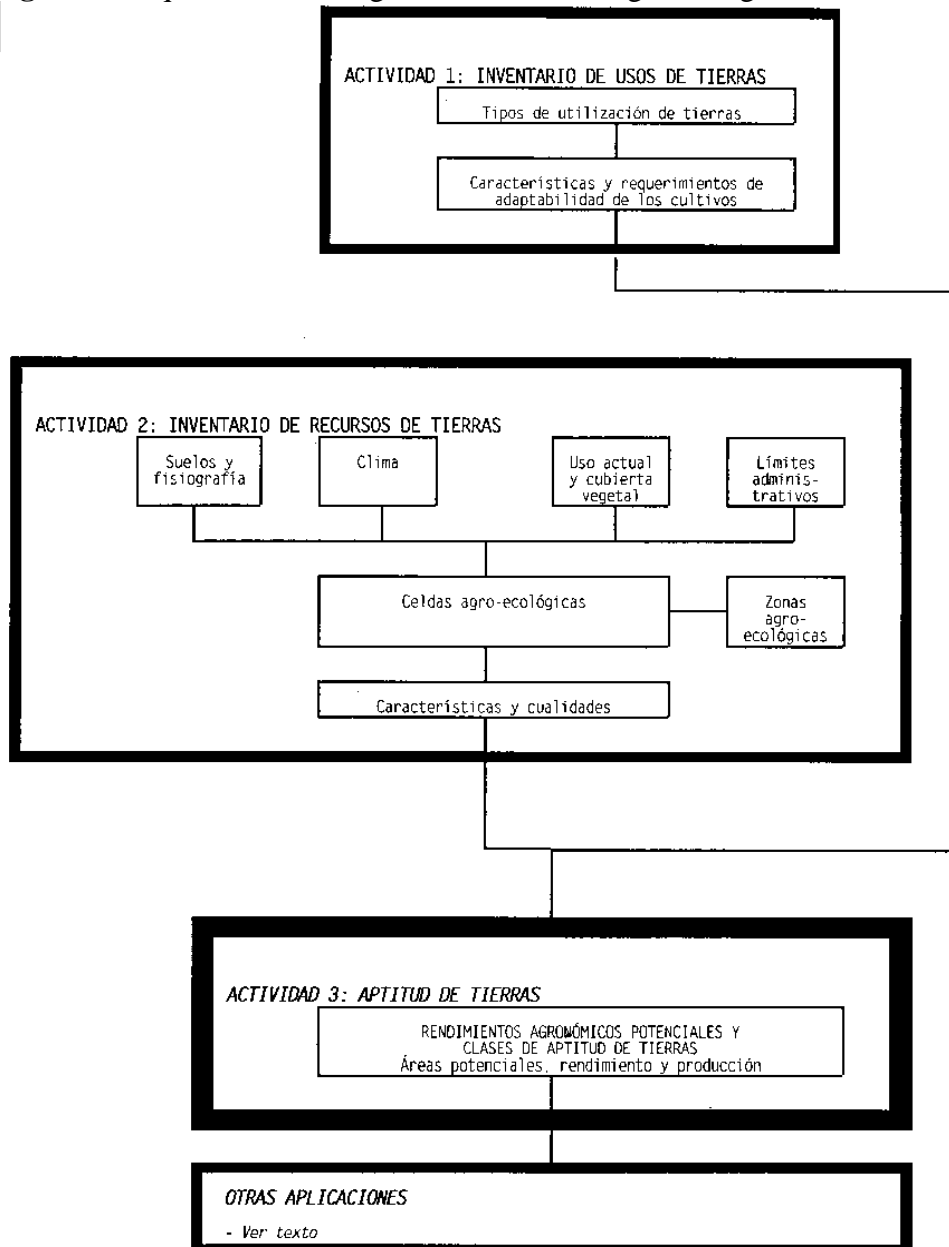 ACTIVIDAD 1: INVENTARIO DE USOS DE TIERRAS
Tipos de utilización de tierras
Características y requerimientos de
adaptabilidad de los cultivos
ACTIVIDAD 2: INVENTARIO DE RECURSOS DE TIERRAS
Suelos y
fisiografía
Clima
Uso actual
y cubierta
vegetal
Límites
adminis-
trativos
Celdas agro-ecológicas
Zonas
agro-
ecológicas
Características y cualidades
ACTIVIDAD 3: APTITUD DE TIERRAS
RENDIMIENTOS AGRONÓMICOS POTENCIALES Y
CLASES DE APTITUD DE TIERRAS
Áreas potenciales, rendimiento y producción
OTRAS APLICACIONES
- Ver texto